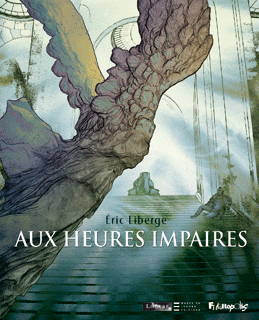 Éric Liberge
AUX HEURES IMPAIRES
Futuropolis